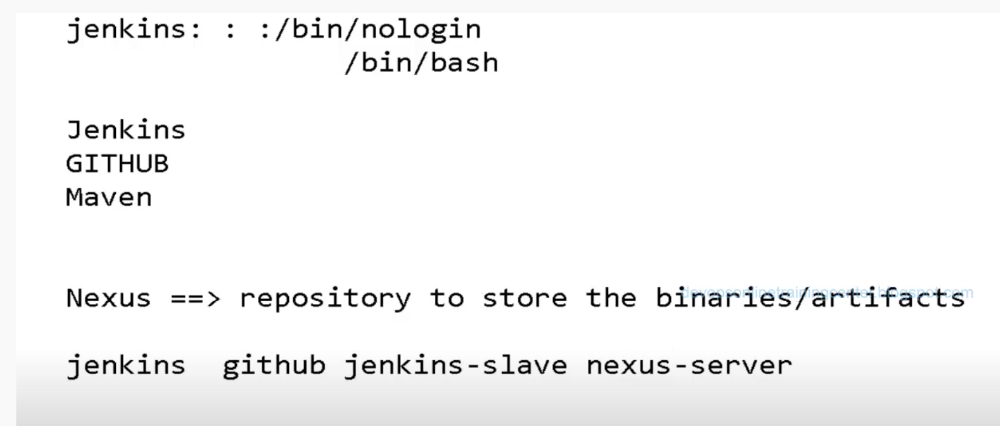 jenkins: : :/bin/nologin
/bin/bash
Jenkins
GITHUB
Maven
Nexus ==> repository to store the binaries/artifacts
devopsonlinetrainingcenter.blogspot.com
jenkins github jenkins-slave nexus-server